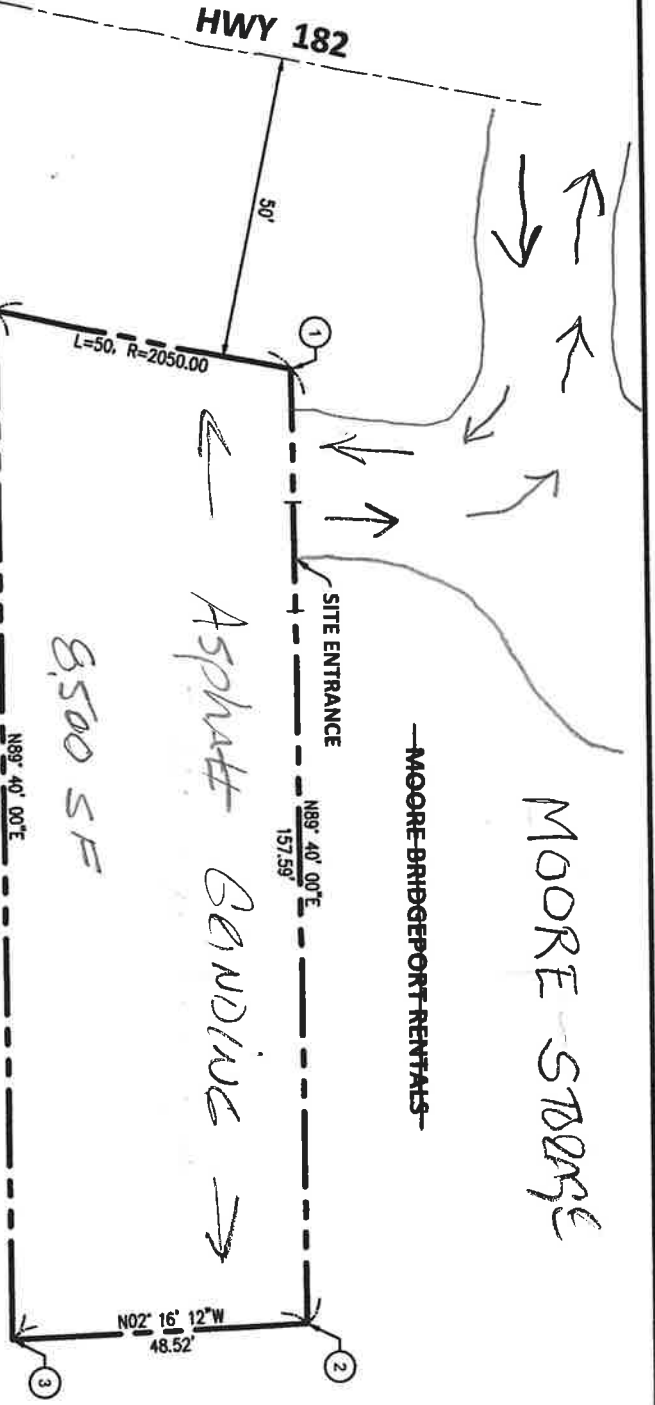 HWY 182
50'
L=50, R=2050.00
1
SITE ENTRANCE
N89° 40' 00"E
157.59'
MOORE BRIDGEPORT RENTALS
MOORE STORAGE
← Asphalt GRINDING →
8,500 SF
N89° 40' 00"E
N02° 16' 12"W
48.52'
2
3